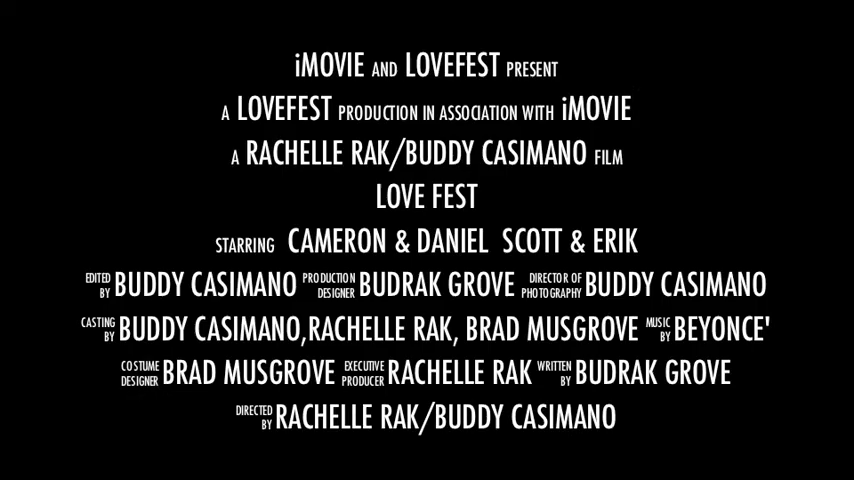 iMOVIE AND LOVEFEST PRESENT
A LOVEFEST PRODUCTION IN ASSOCIATION WITH iMOVIE
A RACHELLE RAK/BUDDY CASIMANO FILM
LOVE FEST
STARRING CAMERON & DANIEL SCOTT & ERIK
EDITED BY BUDDY CASIMANO PRODUCTION DESIGNER BUDRAK GROVE DIRECTOR OF PHOTOGRAPHY BUDDY CASIMANO
CASTING BY BUDDY CASIMANO,RACHELLE RAK, BRAD MUSGROVE MUSIC BY BEYONCE'
COSTUME DESIGNER BRAD MUSGROVE EXECUTIVE PRODUCER RACHELLE RAK WRITTEN BY BUDRAK GROVE
DIRECTED BY RACHELLE RAK/BUDDY CASIMANO